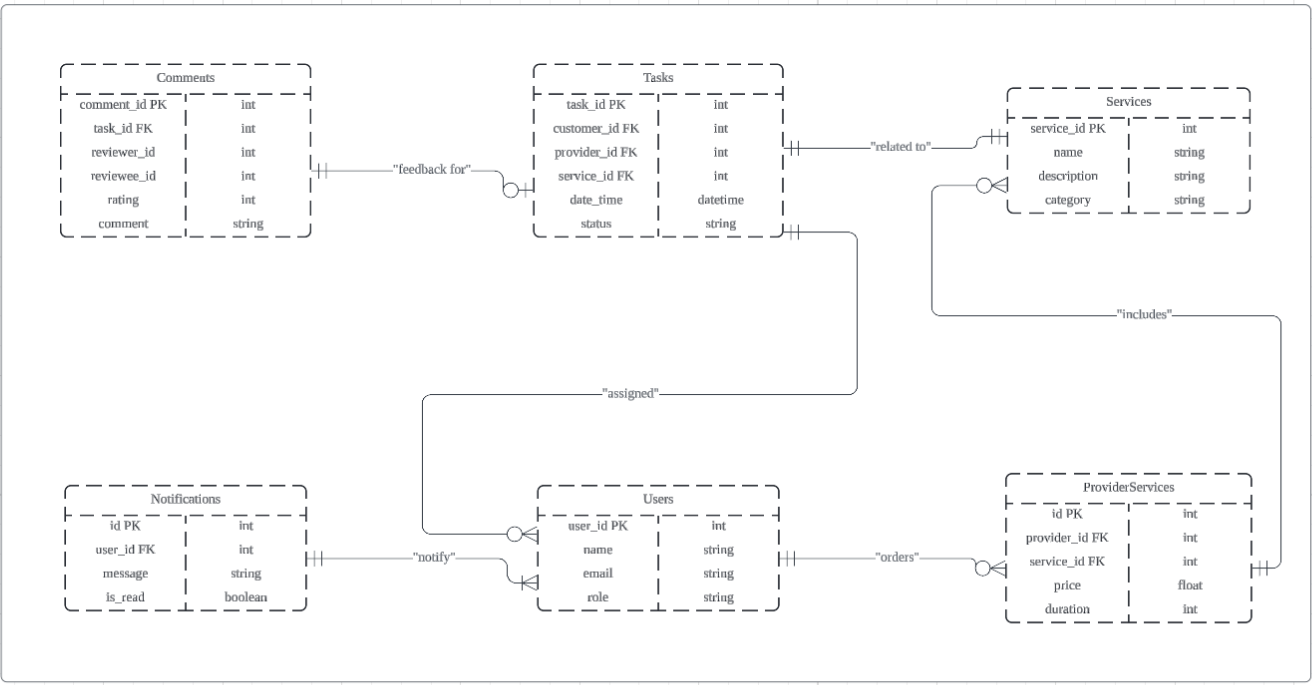 Comments
comment_id PK int
task_id FK int
reviewer_id int
reviewee_id int
rating int
comment string
"feedback for"
Tasks
task_id PK int
customer_id FK int
provider_id FK int
service_id FK int
date_time datetime
status string
"related to"
Services
service_id PK int
name string
description string
category string
"includes"
"assigned"
Notifications
id PK int
user_id FK int
message string
is_read boolean
"notify"
Users
user_id PK int
name string
email string
role string
"orders"
ProviderServices
id PK int
provider_id FK int
service_id FK int
price float
duration int